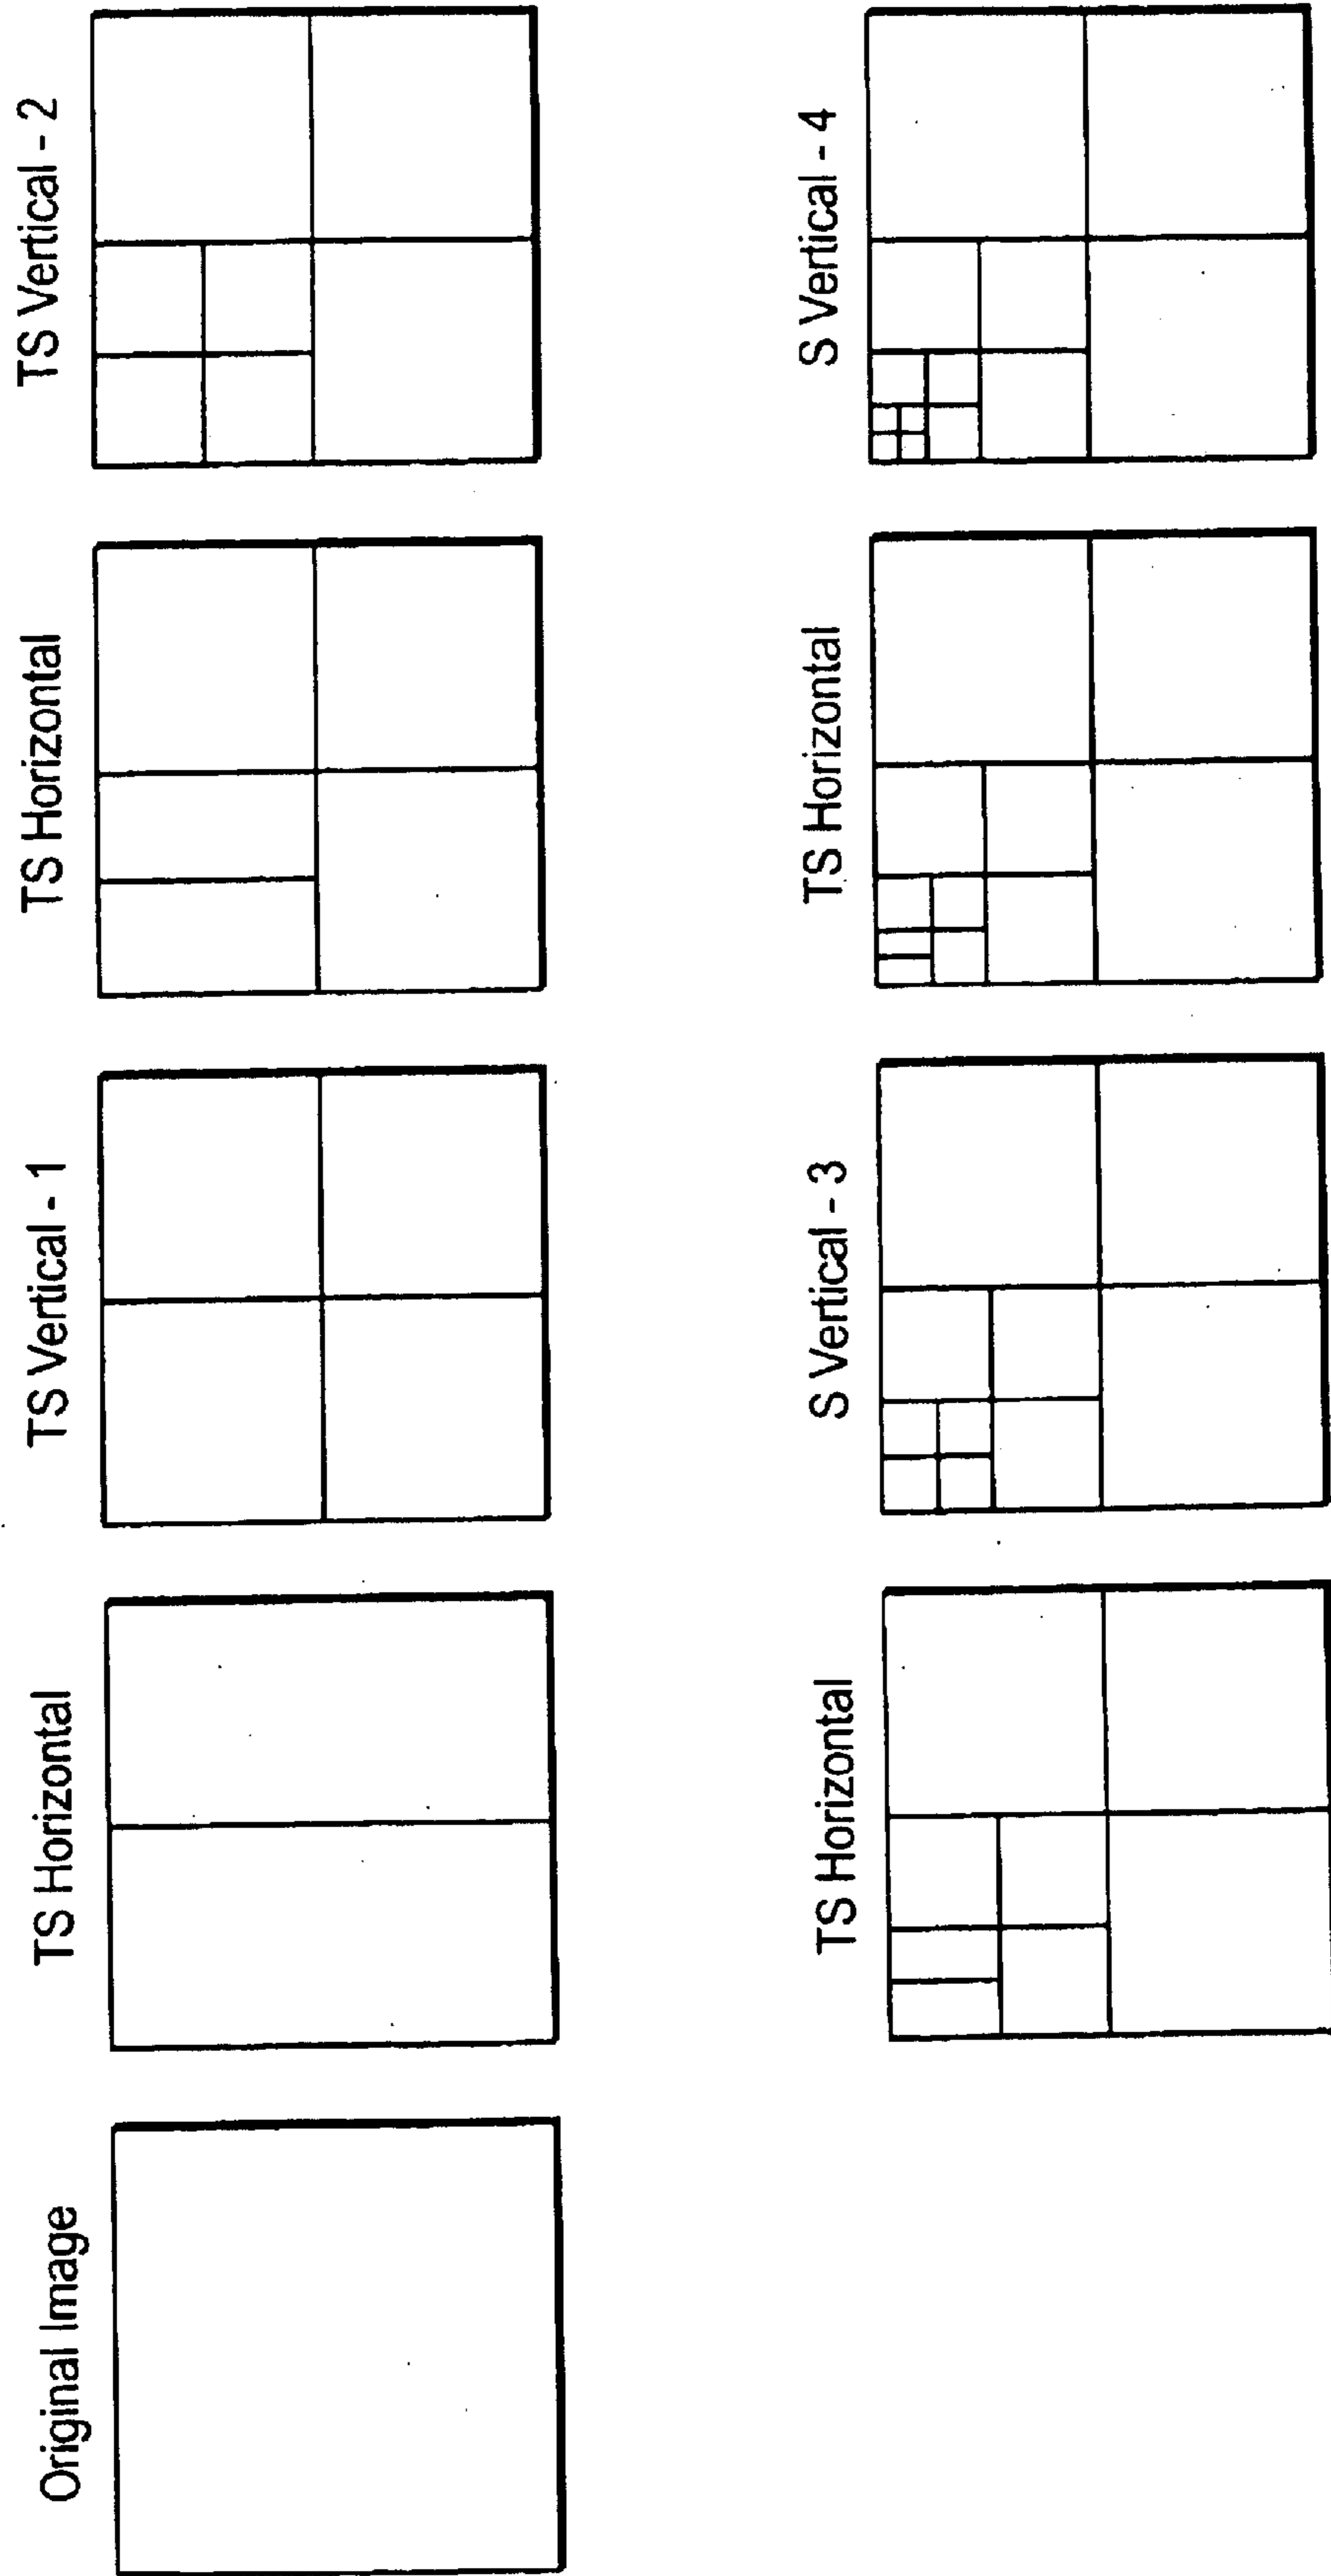 Original Image
TS Horizontal
TS Vertical - 1
TS Horizontal
TS Vertical - 2
TS Horizontal
S Vertical - 3
TS Horizontal
S Vertical - 4